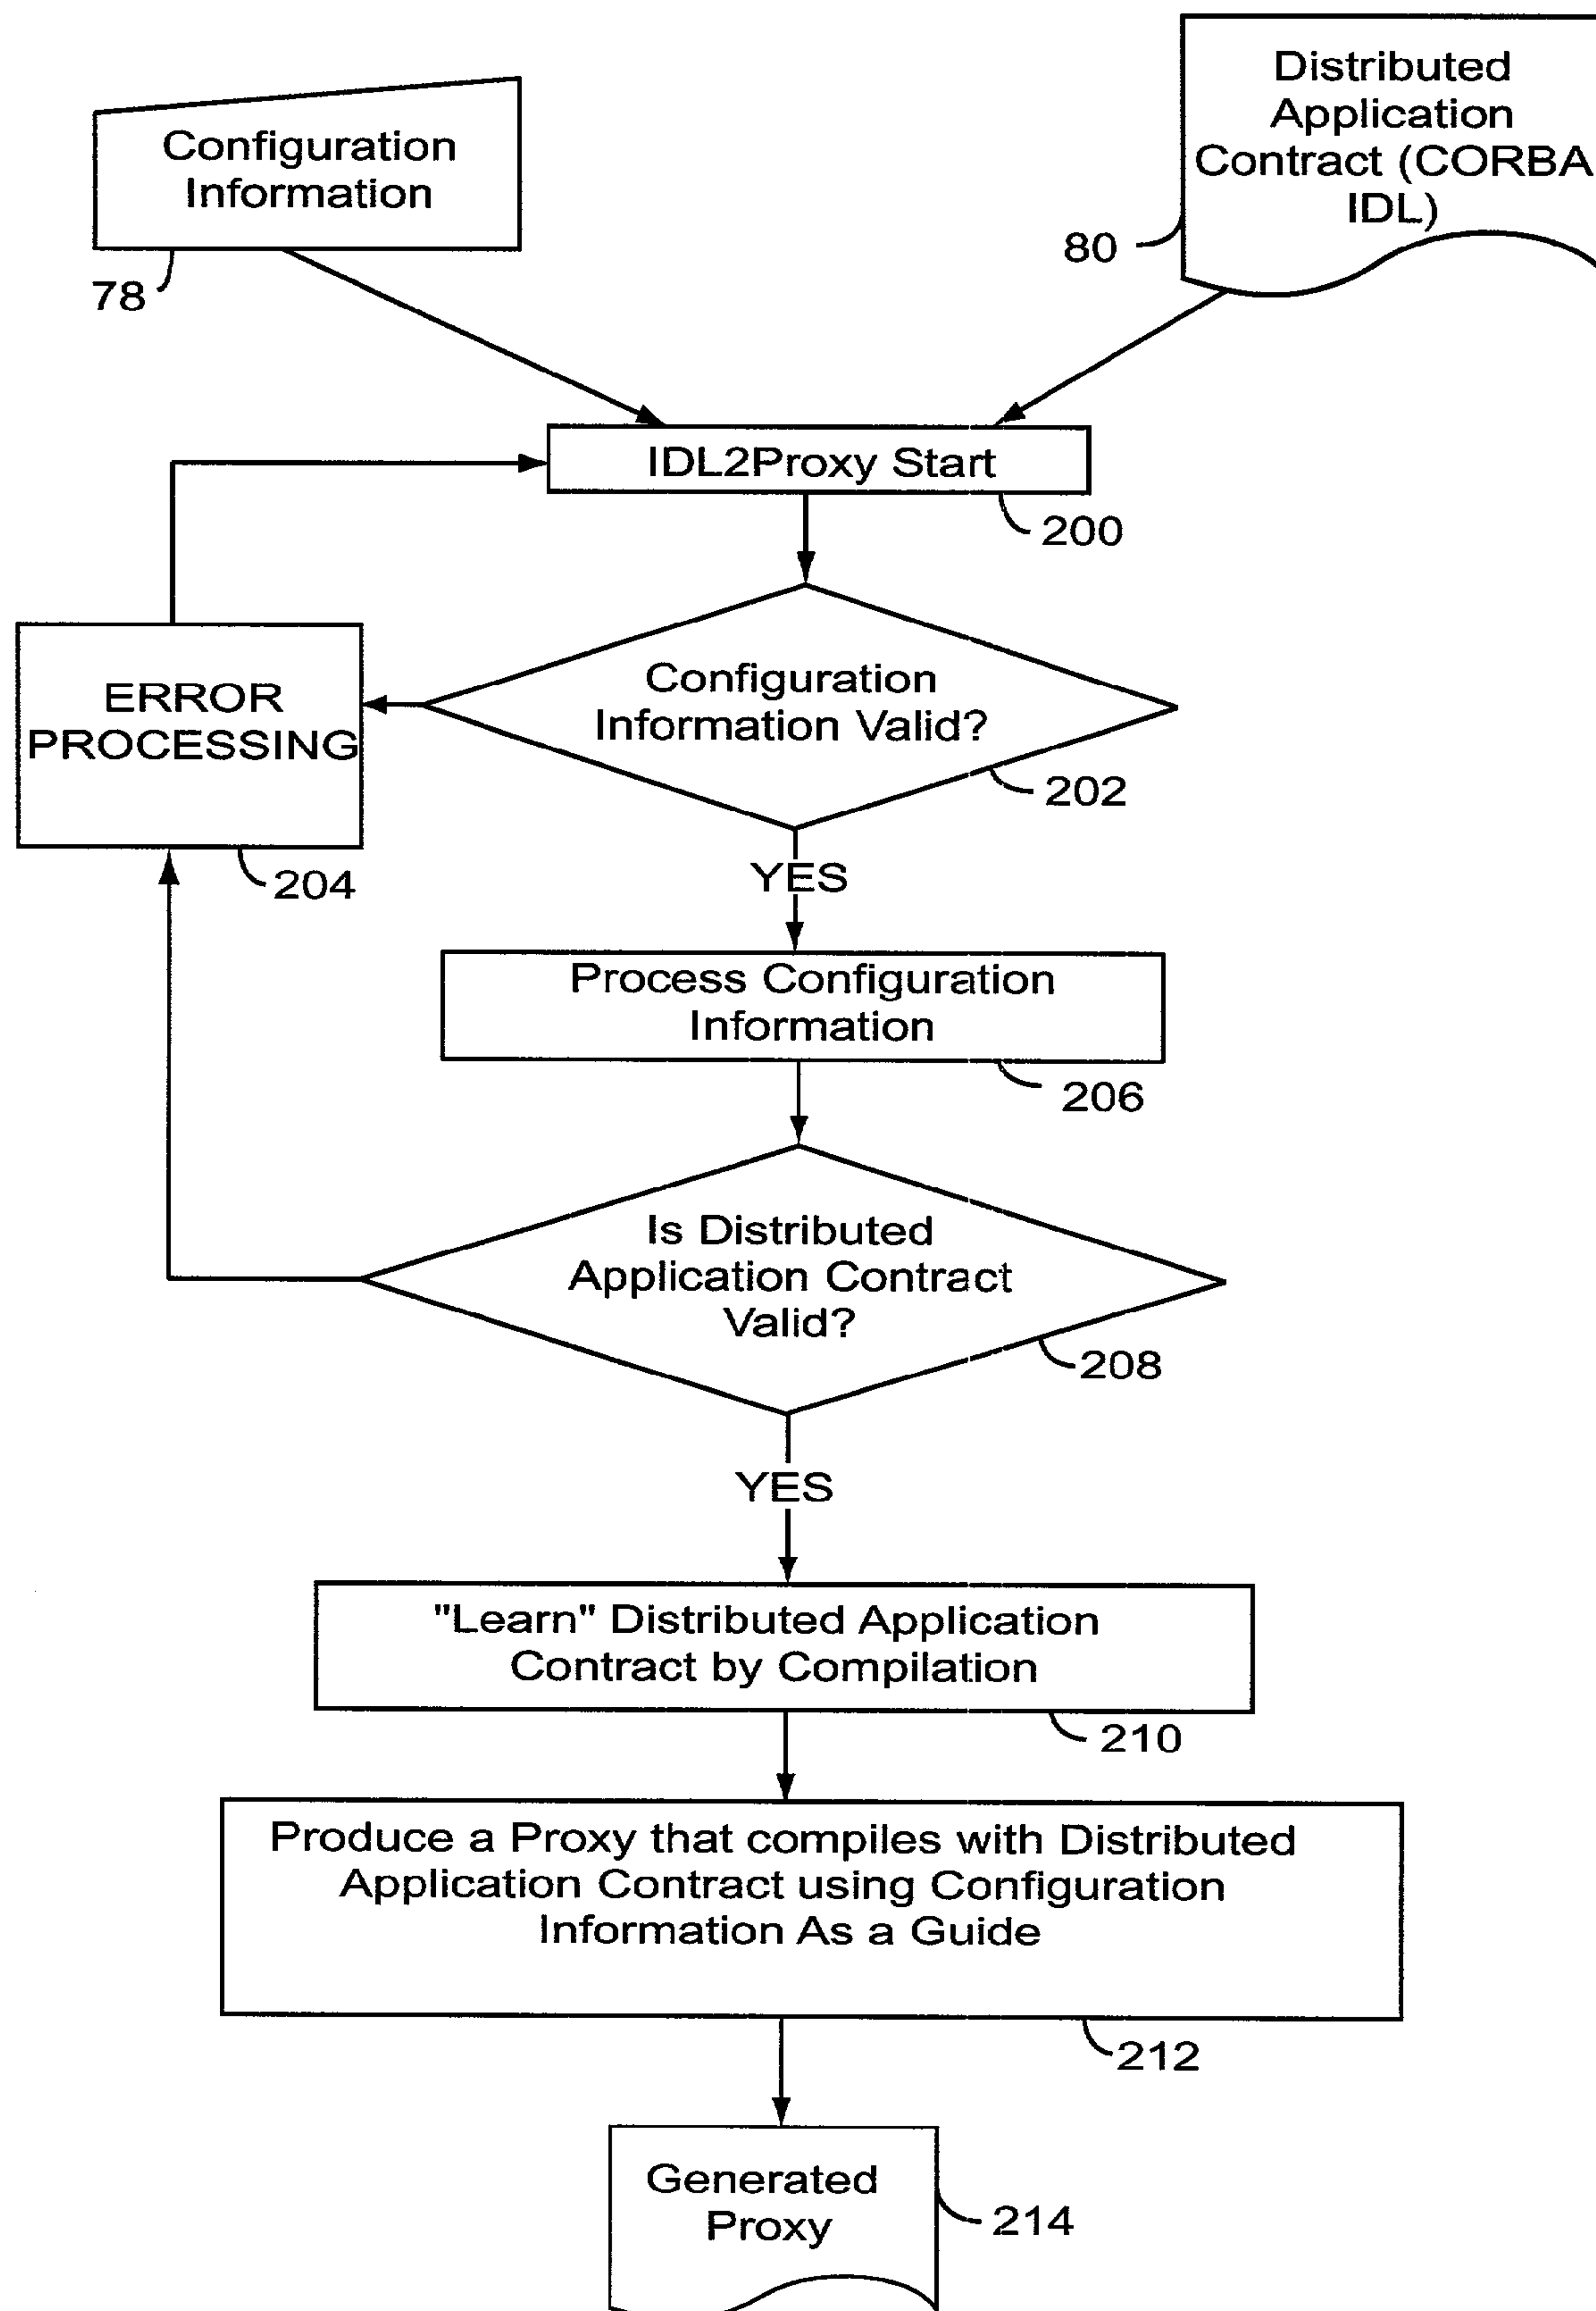 Distributed
Application
Contract (CORBA
IDL)
80
Configuration
Information
78
IDL2Proxy Start
200
Configuration
Information Valid?
202
ERROR
PROCESSING
204
YES
Process Configuration
Information
206
Is Distributed
Application Contract
Valid?
208
YES
"Learn" Distributed Application
Contract by Compilation
210
Produce a Proxy that compiles with Distributed
Application Contract using Configuration
Information As a Guide
212
Generated
Proxy
214